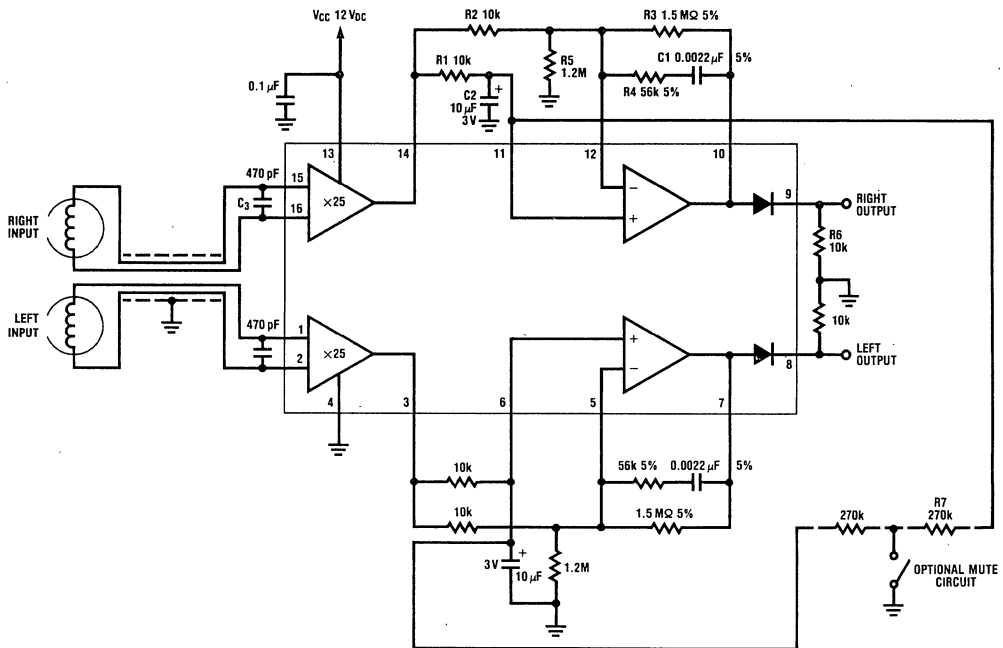 VCC 12 VDC
R2 10k
R3 1.5 MΩ 5%
R1 10k
R5
1.2M
C1 0.0022 µF 5%
R4 56k 5%
0.1 µF
C2
10 µF
3V
13
14
11
12
10
470 pF
C3
15
16
×25
−
+
9
RIGHT
INPUT
RIGHT
OUTPUT
R6
10k
LEFT
INPUT
470 pF
1
2
×25
+
−
10k
8
LEFT
OUTPUT
4
3
6
5
7
10k
10k
56k 5%
0.0022 µF 5%
1.5 MΩ 5%
3V
+
10 µF
1.2M
270k
R7
270k
OPTIONAL MUTE
CIRCUIT
+